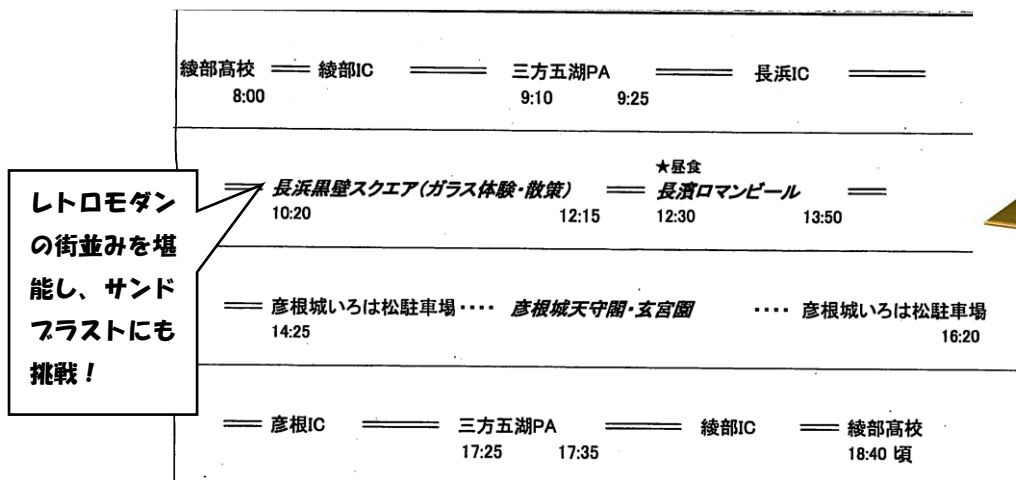 綾部高校 ══ 綾部IC ══ 三方五湖PA ══ 長浜IC ══
8:00 9:10 9:25
★昼食
══ 長浜黒壁スクエア(ガラス体験・散策) ══ 長濱ロマンビール ══
10:20 12:15 12:30 13:50
レトロモダン
の街並みを堪
能し、サンド
ブラストにも
挑戦!
══ 彦根城いろは松駐車場‥‥ 彦根城天守閣・玄宮園 ‥‥ 彦根城いろは松駐車場
14:25 16:20
══ 彦根IC ══ 三方五湖PA ══ 綾部IC ══ 綾部高校
17:25 17:35 18:40 頃